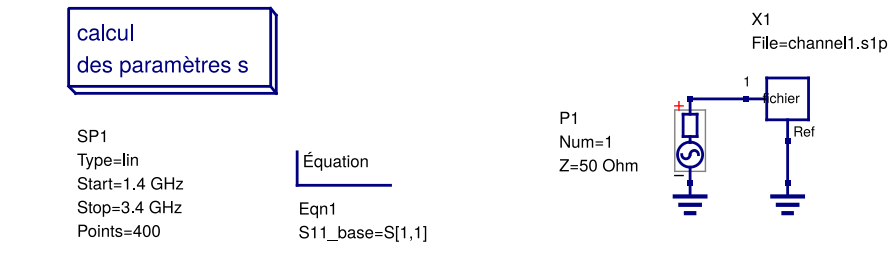 calcul
des paramètres s
SP1
Type=lin
Start=1.4 GHz
Stop=3.4 GHz
Points=400
Équation
Eqn1
S11_base=S[1,1]
P1
Num=1
Z=50 Ohm
+
−
X1
File=channel1.s1p
1
fichier
Ref